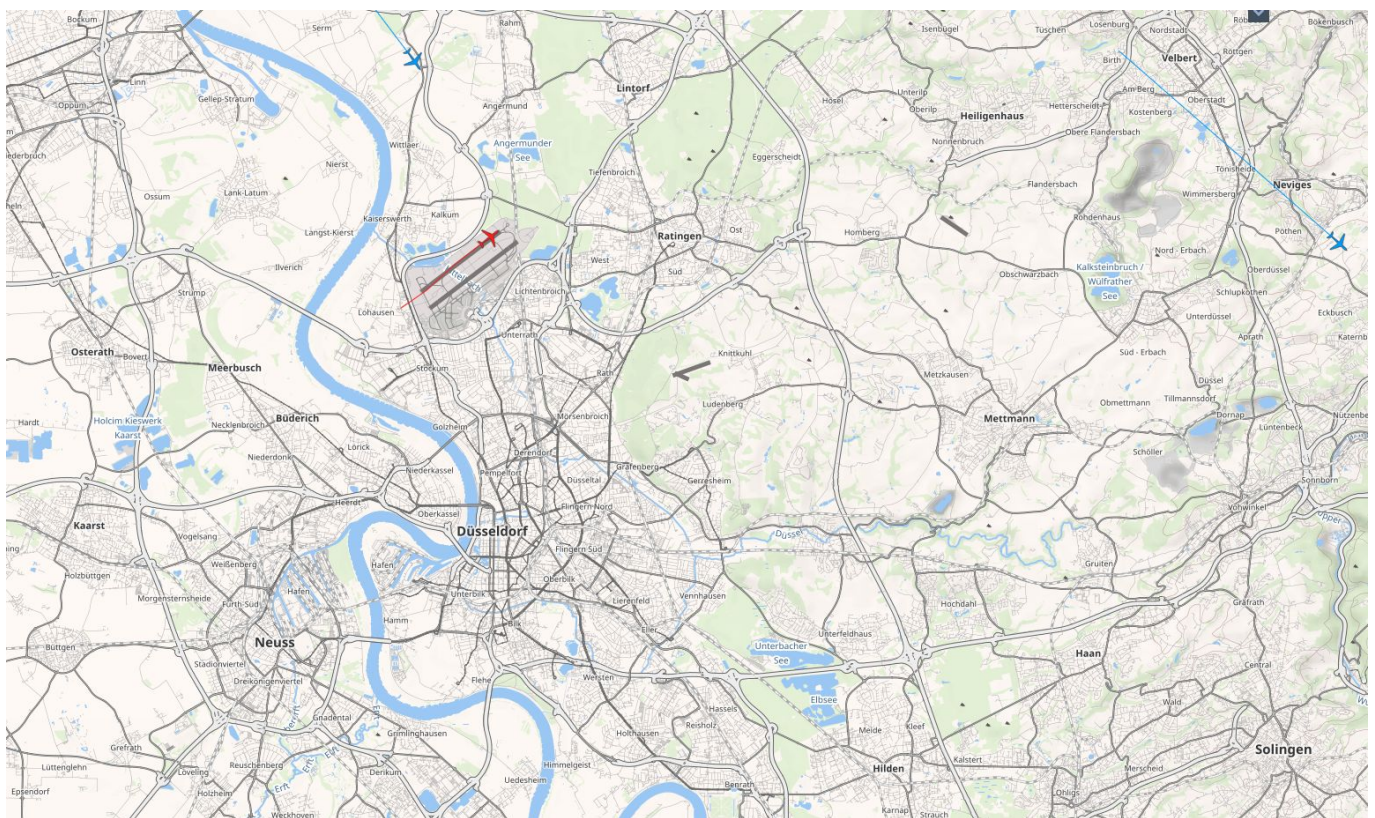 Bockum
Serm
Rahm
Isenbügel
Tüschen
Losenburg
Nordstadt
Bökenbusch
Röttgen
Velbert
Birth
Linn
Oppum
Gellep-Stratum
Angermund
Lintorf
Hösel
Unterilp
Oberilp
Heiligenhaus
Hetterscheidt
Am Berg
Oberstadt
Kostenberg
Obere Flandersbach
Nonnenbruch
Wittlaer
Angermunder
See
Nierst
Eggerscheidt
Tiefenbroich
Tönisheide
Neviges
Flandersbach
Wimmersberg
Ossum
Lank-Latum
Kaiserswerth
Kalkum
Langst-Kierst
Rohdenhaus
Pöthen
Ratingen
Ost
Homberg
Nord - Erbach
West
Süd
Ilverich
Obschwarzbach
Kalksteinbruch /
Wülfrather
See
Oberdüssel
Strümp
Lichtenbroich
Schlupkothen
Lohausen
Unterdüssel
Eckbusch
Unterrath
Aprath
Osterath
Bovert
Meerbusch
Stockum
Rath
Knittkuhl
Süd - Erbach
Metzkausen
Düssel
Ludenberg
Obmettmann
Tillmannsdorf
Dornap
Hardt
Holcim Kieswerk
Kaarst
Necklenbroich
Büderich
Golzheim
Mörsenbroich
Mettmann
Lüntenbeck
Lörick
Derendorf
Niederdonk
Niederkassel
Pempelfort
Düsseltal
Grafenberg
Gerresheim
Schöller
Sonnborn
Heerdt
Oberkassel
Flingern Nord
Vohwinkel
Kaarst
Vogelsang
Düsseldorf
Düssel
Flingern Süd
Weißenberg
Hafen
Gruiten
Holzbüttgen
Oberbilk
Hafen
Unterbilk
Morgensternsheide
Furth-Süd
Lierenfeld
Vennhausen
Hochdahl
Gräfrath
Hamm
Bilk
Eller
Unterfeldhaus
Neuss
Büttgen
Unterbacher
See
Haan
Stadionviertel
Central
Dreikönigenviertel
Flehe
Wersten
Elbsee
Hassels
Wald
Gnadental
Erft
Grimlinghausen
Reisholz
Holthausen
Meide
Kleef
Grefrath
Solingen
Lüttenglehn
Reuschenberg
Himmelgeist
Kalstert
Löveling
Derikum
Hilden
Merscheid
Uedesheim
Benrath
Epsendorf
Holzheim
Erft
Ohligs
Weckhoven
Karnap
Strauch